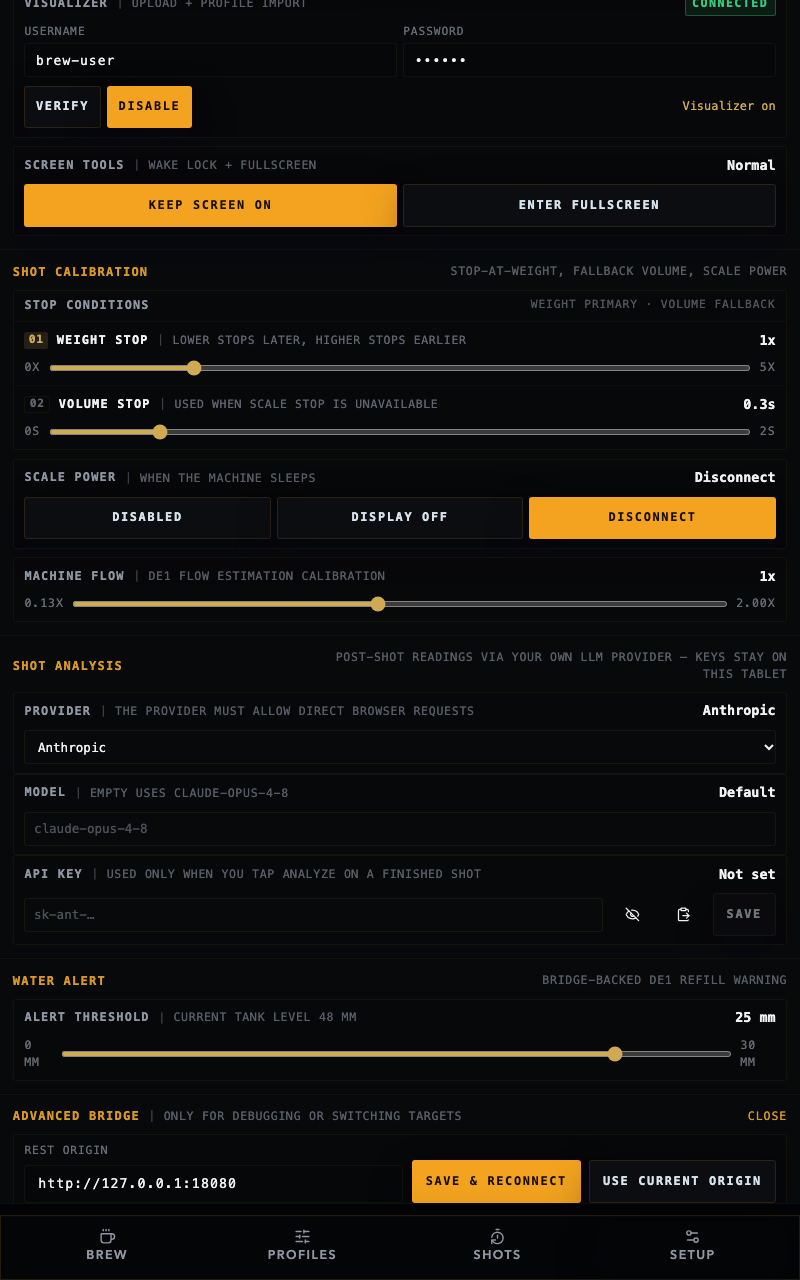 VISUALIZER | UPLOAD + PROFILE IMPORT
CONNECTED
USERNAME
PASSWORD
brew-user
••••••
VERIFY
DISABLE
Visualizer on
SCREEN TOOLS | WAKE LOCK + FULLSCREEN
Normal
KEEP SCREEN ON
ENTER FULLSCREEN
SHOT CALIBRATION
STOP-AT-WEIGHT, FALLBACK VOLUME, SCALE POWER
STOP CONDITIONS
WEIGHT PRIMARY · VOLUME FALLBACK
01 WEIGHT STOP | LOWER STOPS LATER, HIGHER STOPS EARLIER
1x
0X
5X
02 VOLUME STOP | USED WHEN SCALE STOP IS UNAVAILABLE
0.3s
0S
2S
SCALE POWER | WHEN THE MACHINE SLEEPS
Disconnect
DISABLED
DISPLAY OFF
DISCONNECT
MACHINE FLOW | DE1 FLOW ESTIMATION CALIBRATION
1x
0.13X
2.00X
SHOT ANALYSIS
POST-SHOT READINGS VIA YOUR OWN LLM PROVIDER — KEYS STAY ON
THIS TABLET
PROVIDER | THE PROVIDER MUST ALLOW DIRECT BROWSER REQUESTS
Anthropic
Anthropic
MODEL | EMPTY USES CLAUDE-OPUS-4-8
Default
claude-opus-4-8
API KEY | USED ONLY WHEN YOU TAP ANALYZE ON A FINISHED SHOT
Not set
sk-ant-…
SAVE
WATER ALERT
BRIDGE-BACKED DE1 REFILL WARNING
ALERT THRESHOLD | CURRENT TANK LEVEL 48 MM
25 mm
0
MM
30
MM
ADVANCED BRIDGE | ONLY FOR DEBUGGING OR SWITCHING TARGETS
CLOSE
REST ORIGIN
http://127.0.0.1:18080
SAVE & RECONNECT
USE CURRENT ORIGIN
BREW
PROFILES
SHOTS
SETUP